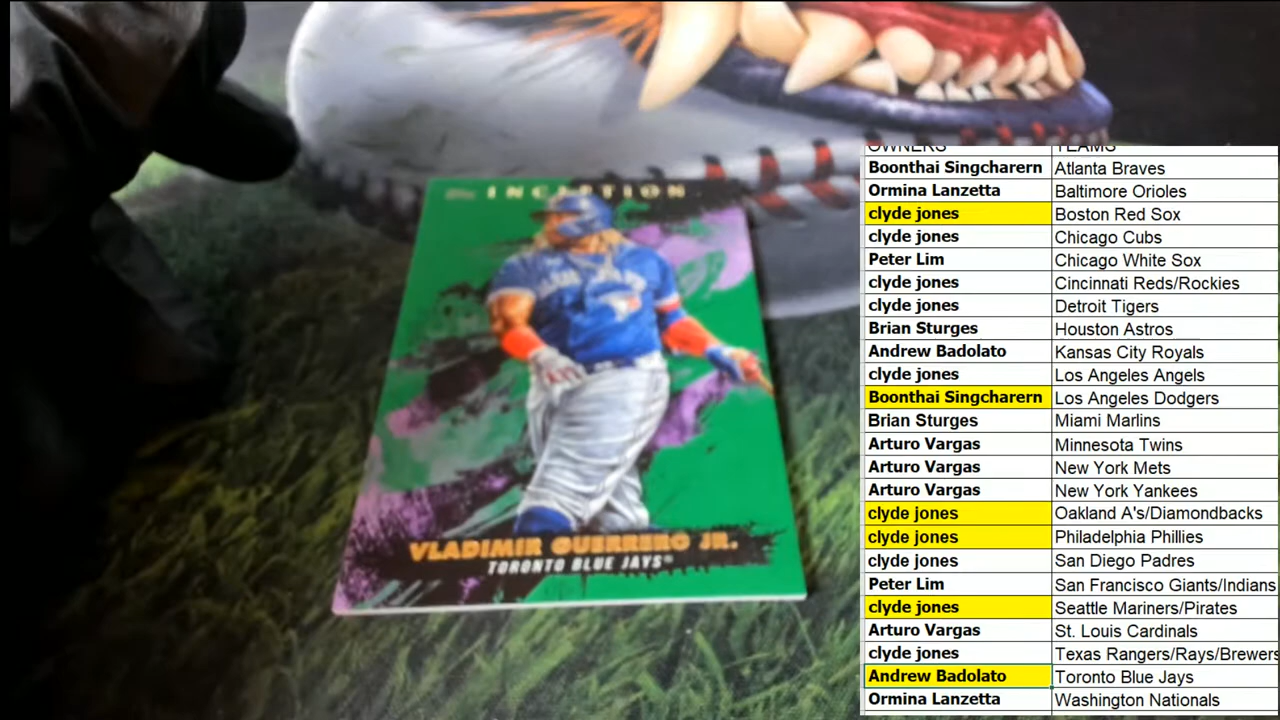 INCEPTION
VLADIMIR GUERRERO JR.
TORONTO BLUE JAYS
OWNERS TEAMS
Boonthai Singcharern Atlanta Braves
Ormina Lanzetta Baltimore Orioles
clyde jones Boston Red Sox
clyde jones Chicago Cubs
Peter Lim Chicago White Sox
clyde jones Cincinnati Reds/Rockies
clyde jones Detroit Tigers
Brian Sturges Houston Astros
Andrew Badolato Kansas City Royals
clyde jones Los Angeles Angels
Boonthai Singcharern Los Angeles Dodgers
Brian Sturges Miami Marlins
Arturo Vargas Minnesota Twins
Arturo Vargas New York Mets
Arturo Vargas New York Yankees
clyde jones Oakland A's/Diamondbacks
clyde jones Philadelphia Phillies
clyde jones San Diego Padres
Peter Lim San Francisco Giants/Indians
clyde jones Seattle Mariners/Pirates
Arturo Vargas St. Louis Cardinals
clyde jones Texas Rangers/Rays/Brewers
Andrew Badolato Toronto Blue Jays
Ormina Lanzetta Washington Nationals